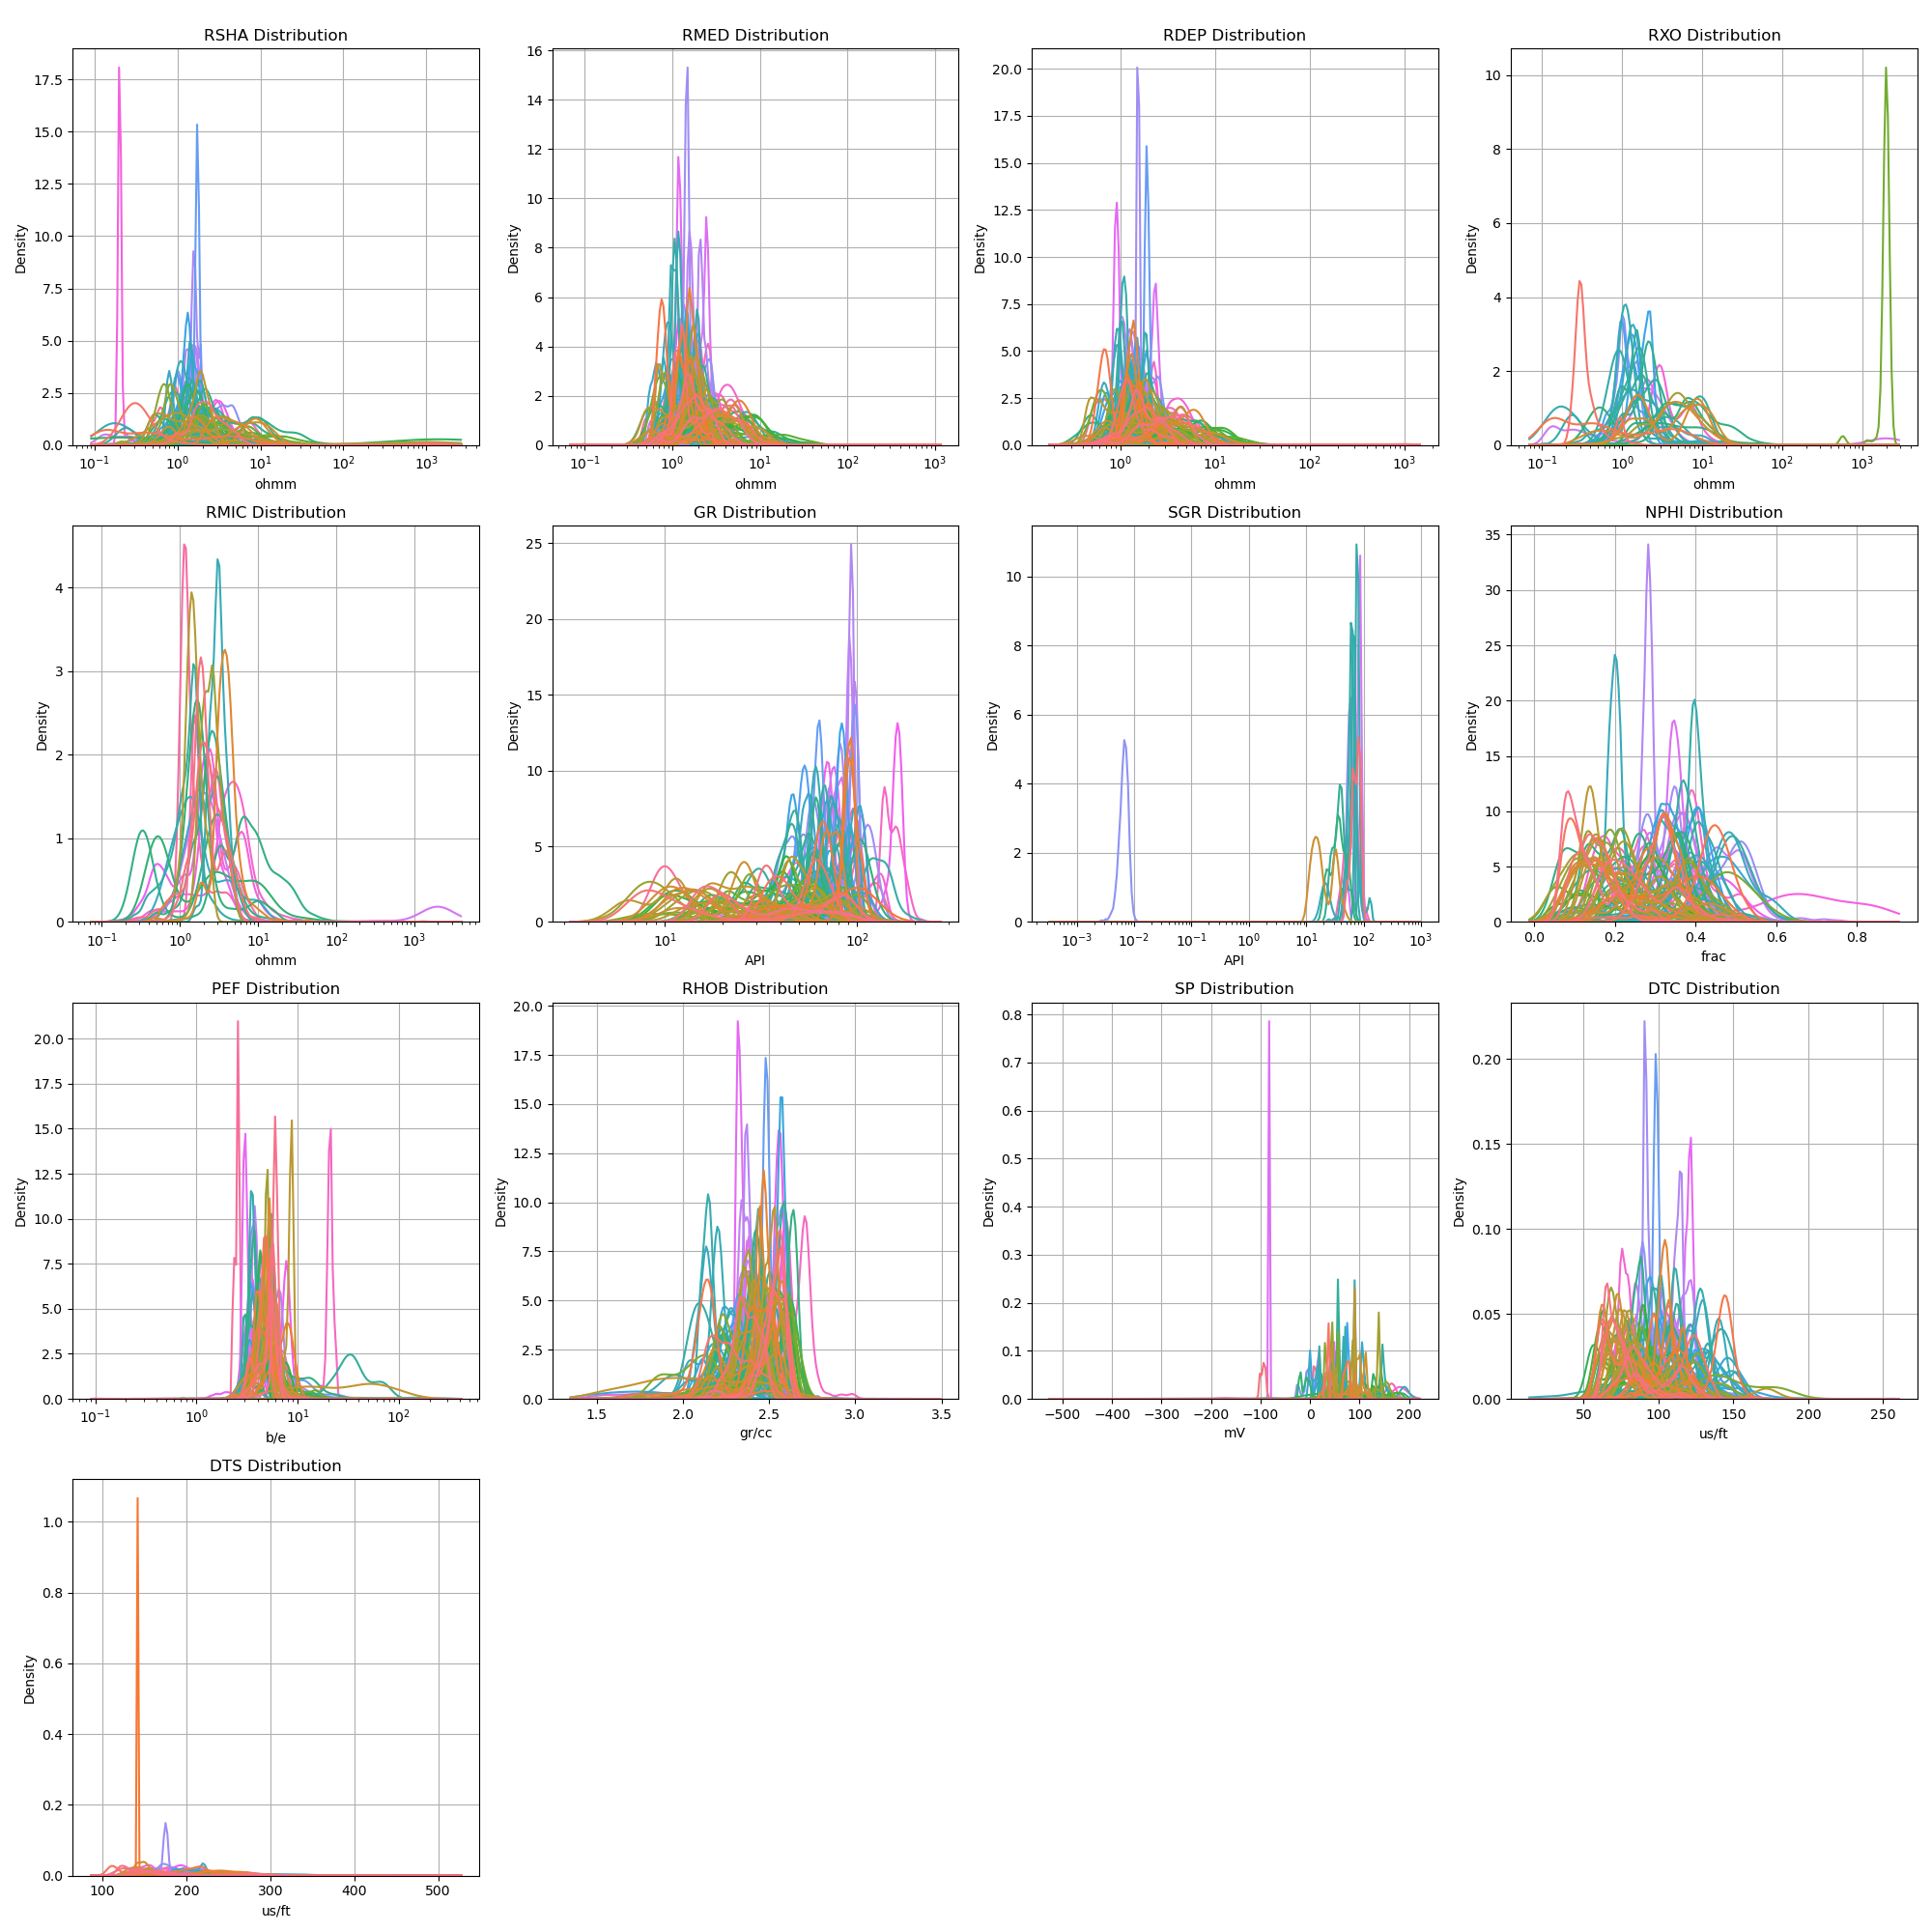 RSHA Distribution
Density
17.5
15.0
12.5
10.0
7.5
5.0
2.5
0.0
10⁻¹ 10⁰ 10¹ 10² 10³
ohmm
RMED Distribution
Density
16
14
12
10
8
6
4
2
0
10⁻¹ 10⁰ 10¹ 10² 10³
ohmm
RDEP Distribution
Density
20.0
17.5
15.0
12.5
10.0
7.5
5.0
2.5
0.0
10⁰ 10¹ 10² 10³
ohmm
RXO Distribution
Density
10
8
6
4
2
0
10⁻¹ 10⁰ 10¹ 10² 10³
ohmm
RMIC Distribution
Density
4
3
2
1
0
10⁻¹ 10⁰ 10¹ 10² 10³
ohmm
GR Distribution
Density
25
20
15
10
5
0
10¹ 10²
API
SGR Distribution
Density
10
8
6
4
2
0
10⁻³ 10⁻² 10⁻¹ 10⁰ 10¹ 10² 10³
API
NPHI Distribution
Density
35
30
25
20
15
10
5
0
0.0 0.2 0.4 0.6 0.8
frac
PEF Distribution
Density
20.0
17.5
15.0
12.5
10.0
7.5
5.0
2.5
0.0
10⁻¹ 10⁰ 10¹ 10²
b/e
RHOB Distribution
Density
20.0
17.5
15.0
12.5
10.0
7.5
5.0
2.5
0.0
1.5 2.0 2.5 3.0 3.5
gr/cc
SP Distribution
Density
0.8
0.7
0.6
0.5
0.4
0.3
0.2
0.1
0.0
−500 −400 −300 −200 −100 0 100 200
mV
DTC Distribution
Density
0.20
0.15
0.10
0.05
0.00
50 100 150 200 250
us/ft
DTS Distribution
Density
1.0
0.8
0.6
0.4
0.2
0.0
100 200 300 400 500
us/ft